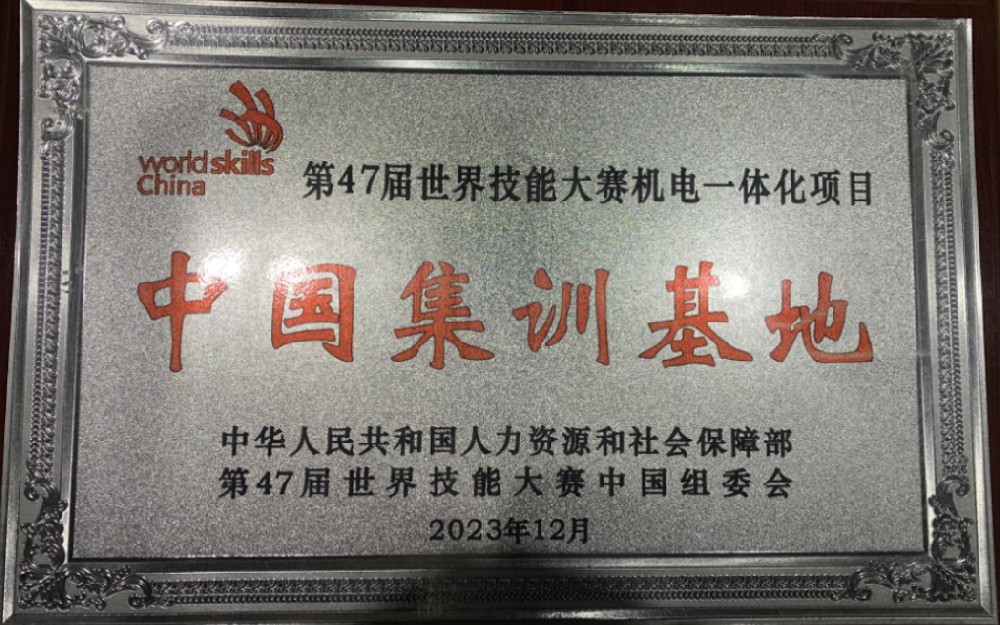 worldskills
China
第47届世界技能大赛机电一体化项目
中国集训基地
中华人民共和国人力资源和社会保障部
第47届世界技能大赛中国组委会
2023年12月